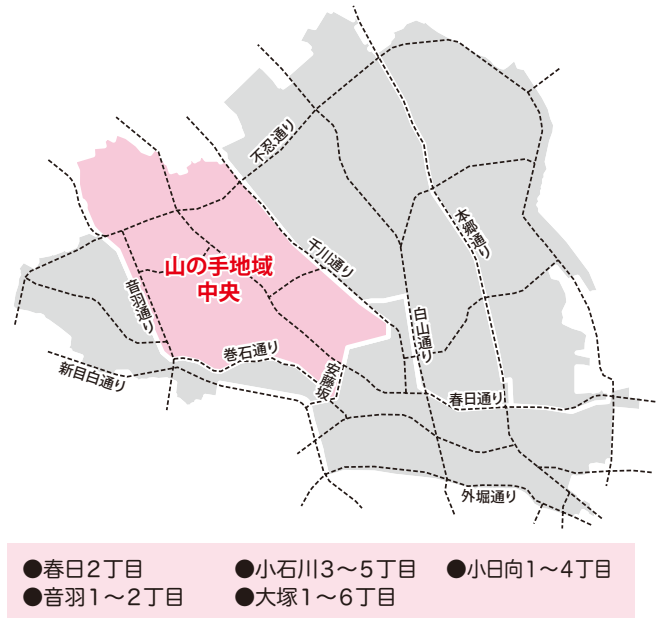 不忍通り
本郷通り
千川通り
山の手地域
中央
音羽通り
白山通り
巻石通り
新目白通り
安藤坂
春日通り
外堀通り
●春日2丁目 ●小石川3～5丁目 ●小日向1～4丁目
●音羽1～2丁目 ●大塚1～6丁目